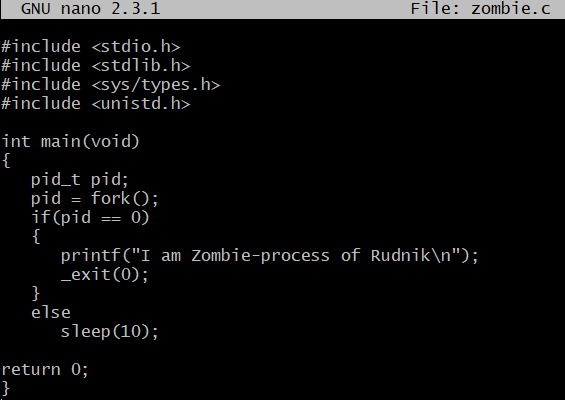 GNU nano 2.3.1 File: zombie.c
#include <stdio.h>
#include <stdlib.h>
#include <sys/types.h>
#include <unistd.h>
int main(void)
{
pid_t pid;
pid = fork();
if(pid == 0)
{
printf("I am Zombie-process of Rudnik\n");
_exit(0);
}
else
sleep(10);
return 0;
}